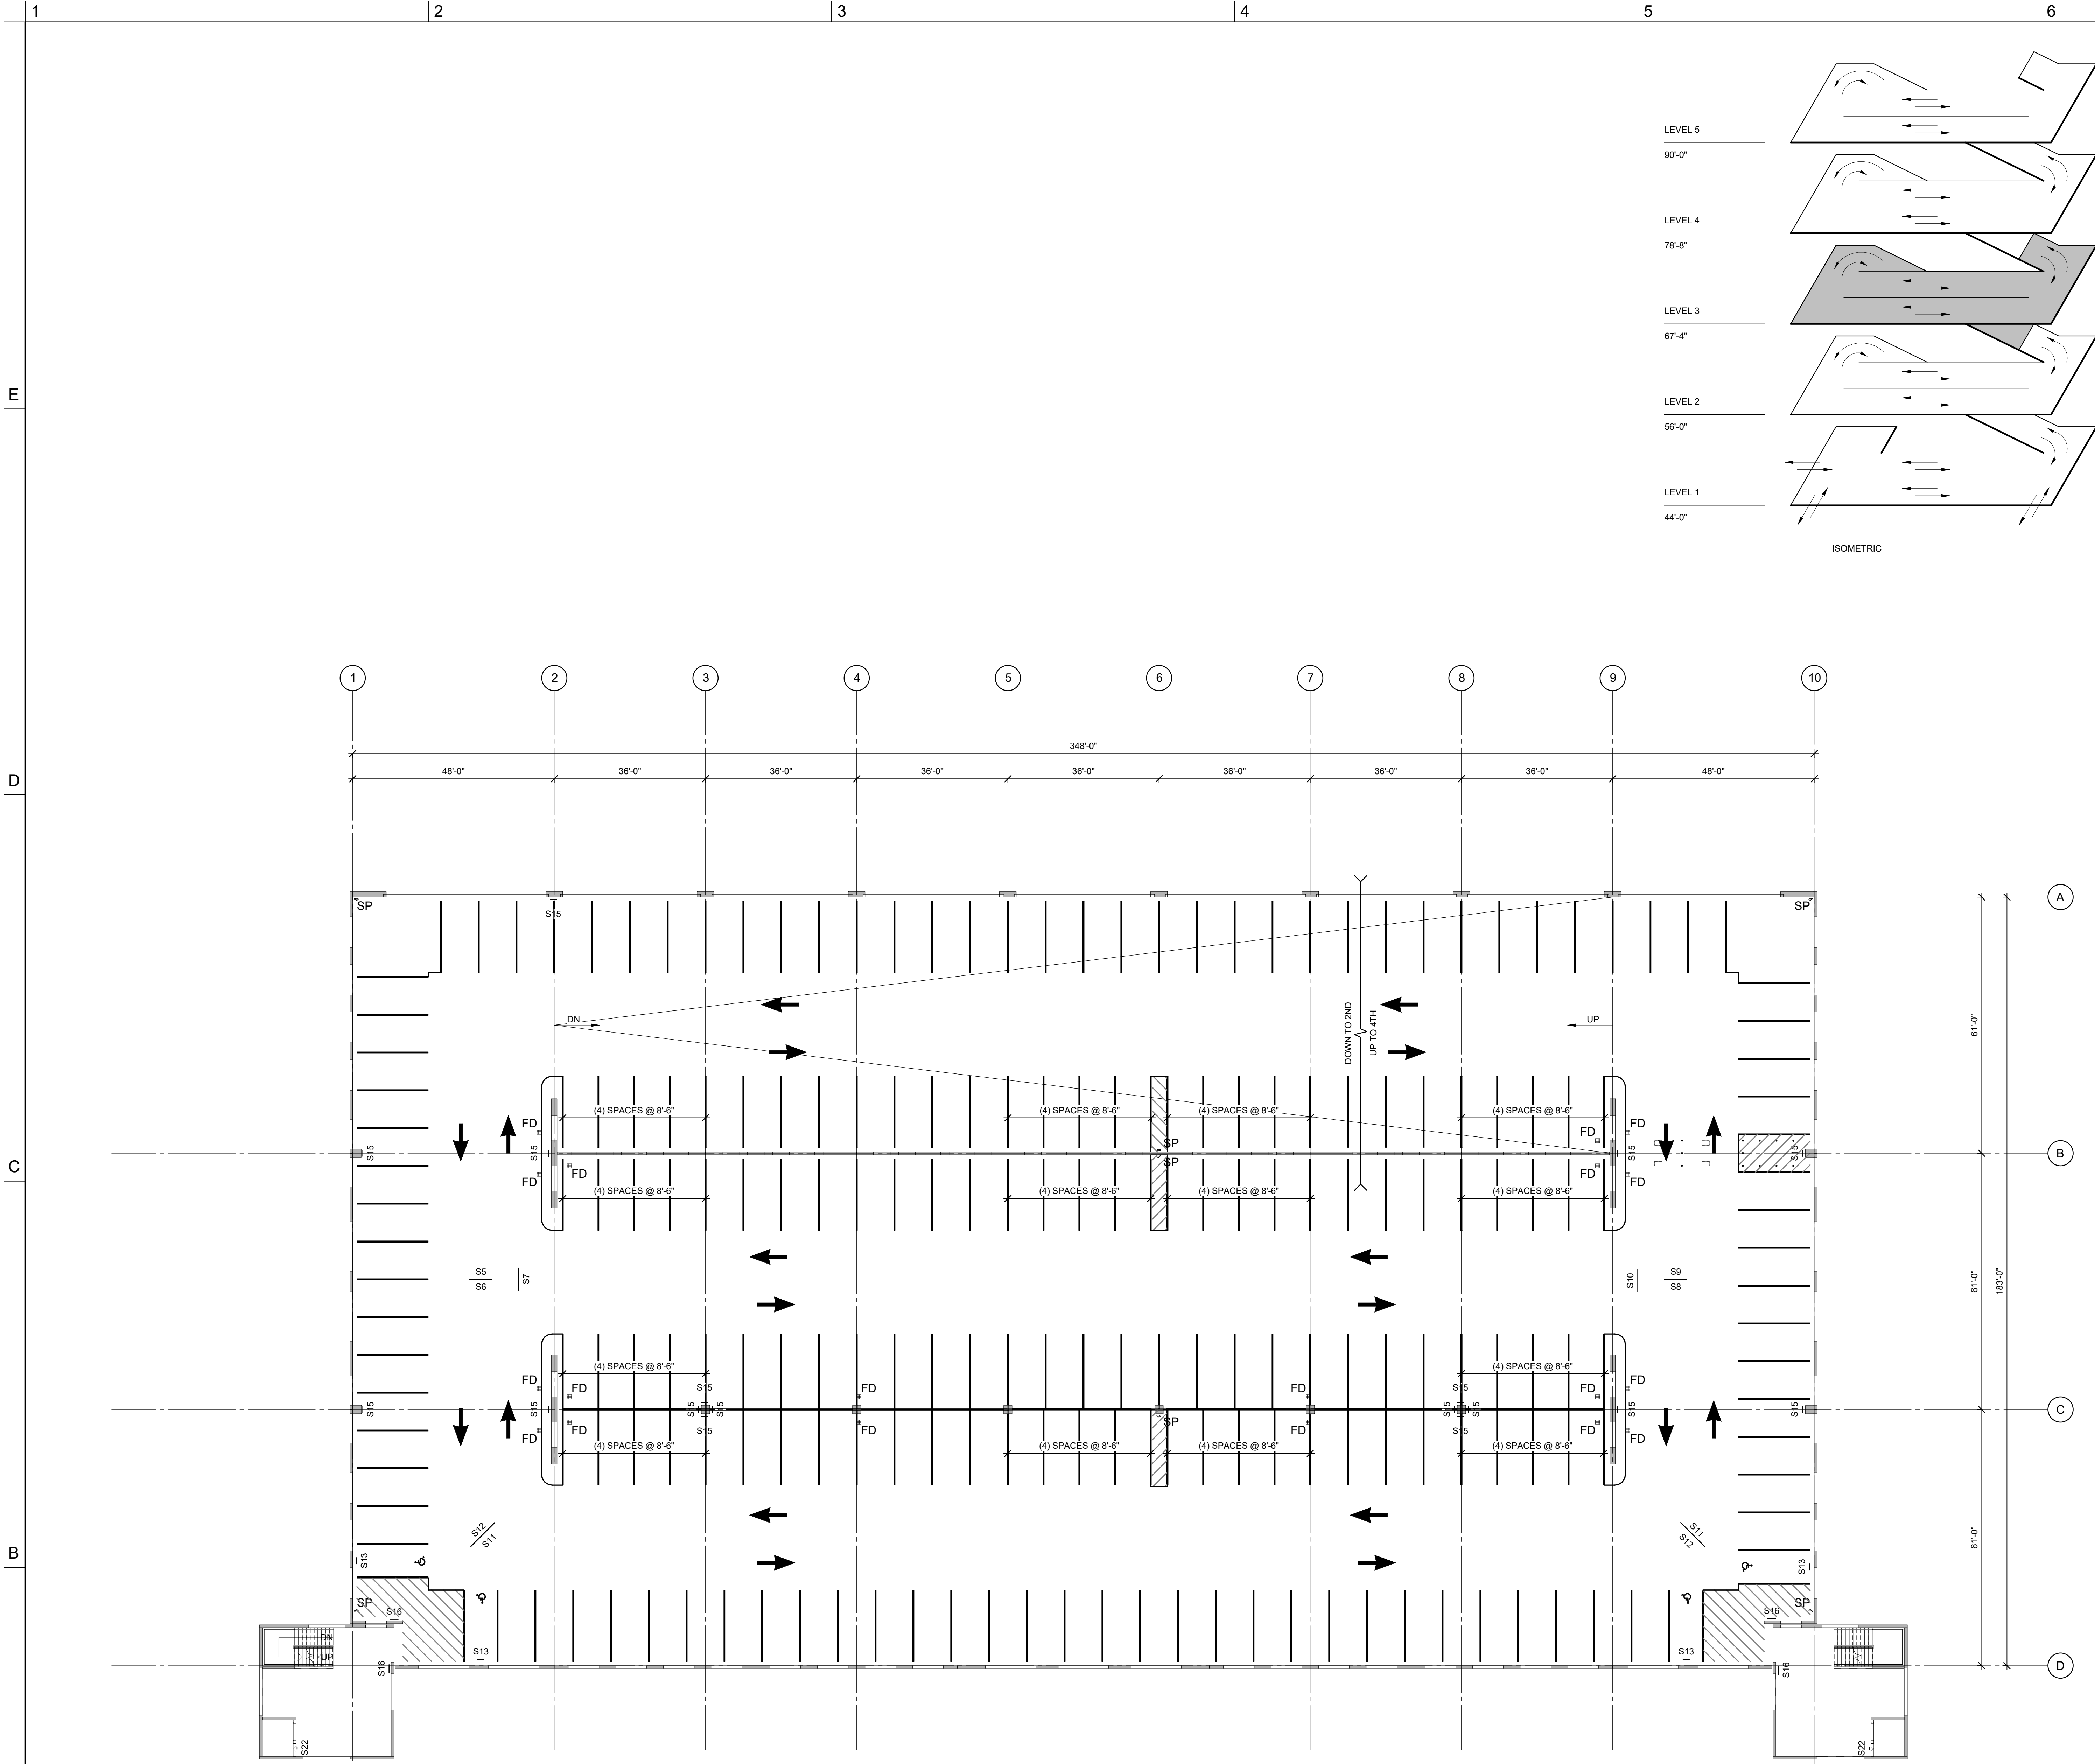 1
2
3
4
5
6
LEVEL 5
90'-0"
LEVEL 4
78'-8"
LEVEL 3
67'-4"
LEVEL 2
56'-0"
LEVEL 1
44'-0"
ISOMETRIC
E
D
C
B
1
2
3
4
5
6
7
8
9
10
348'-0"
48'-0"
36'-0"
36'-0"
36'-0"
36'-0"
36'-0"
36'-0"
36'-0"
48'-0"
A
SP
S15
SP
DN
DOWN TO 2ND
UP TO 4TH
UP
61'-0"
(4) SPACES @ 8'-6"
(4) SPACES @ 8'-6"
(4) SPACES @ 8'-6"
(4) SPACES @ 8'-6"
FD
FD
FD
SP
S15
S15
S15
S15
B
SP
FD
FD
FD
FD
(4) SPACES @ 8'-6"
(4) SPACES @ 8'-6"
(4) SPACES @ 8'-6"
(4) SPACES @ 8'-6"
S5
S6
S7
S10
S9
S8
61'-0"
183'-0"
(4) SPACES @ 8'-6"
(4) SPACES @ 8'-6"
FD
FD
S15
FD
FD
S15
FD
FD
S15
S15
S15
S15
S15
S15
S15
S15
C
SP
FD
FD
S15
FD
FD
S15
FD
FD
(4) SPACES @ 8'-6"
(4) SPACES @ 8'-6"
(4) SPACES @ 8'-6"
(4) SPACES @ 8'-6"
S12
S11
S11
S12
61'-0"
S13
S13
SP
S16
S16
SP
DN
UP
S16
S13
S13
S16
D
S22
S22